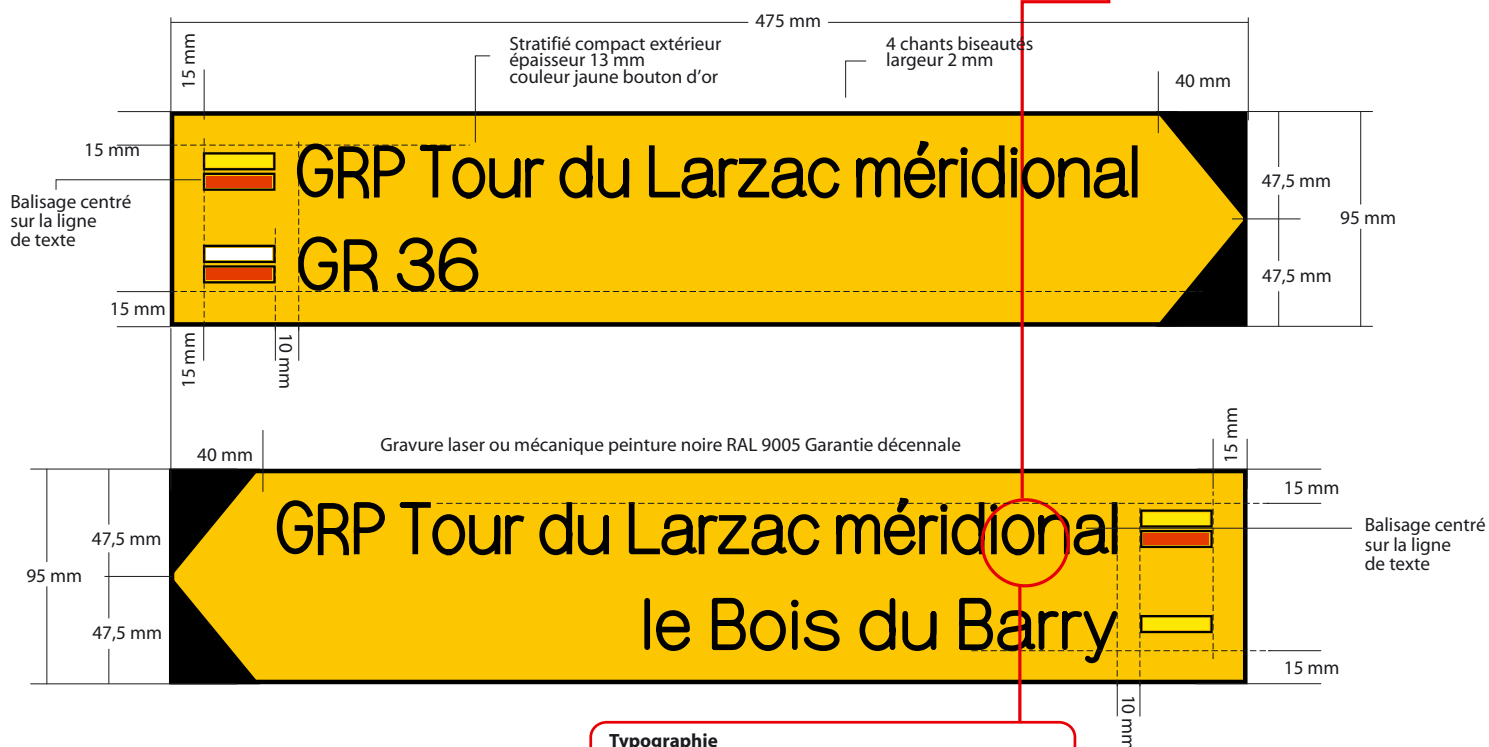 475 mm
15 mm
Stratifié compact extérieur
épaisseur 13 mm
couleur jaune bouton d'or
4 chants biseautés
largeur 2 mm
40 mm
15 mm
Balisage centré
sur la ligne
de texte
GRP Tour du Larzac méridional
GR 36
47,5 mm
95 mm
47,5 mm
15 mm
15 mm
10 mm
40 mm
Gravure laser ou mécanique peinture noire RAL 9005 Garantie décennale
15 mm
15 mm
47,5 mm
95 mm
47,5 mm
GRP Tour du Larzac méridional
le Bois du Barry
Balisage centré
sur la ligne
de texte
15 mm
10 mm
Typographie